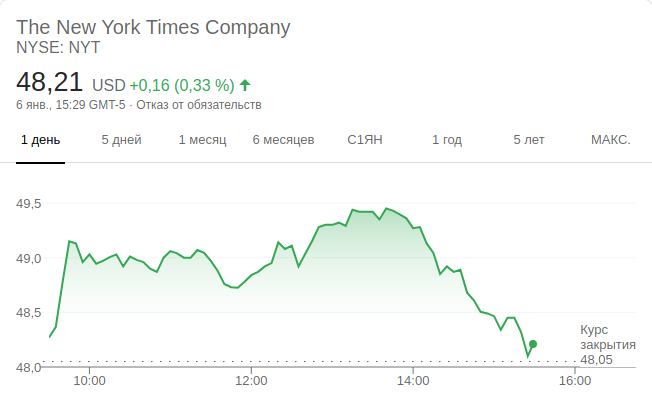 The New York Times Company
NYSE: NYT
48,21 USD +0,16 (0,33 %)
6 янв., 15:29 GMT-5 · Отказ от обязательств
1 день 5 дней 1 месяц 6 месяцев С1ЯН 1 год 5 лет МАКС.
49,5
49,0
48,5
48,0
Курс
закрытия
48,05
10:00 12:00 14:00 16:00